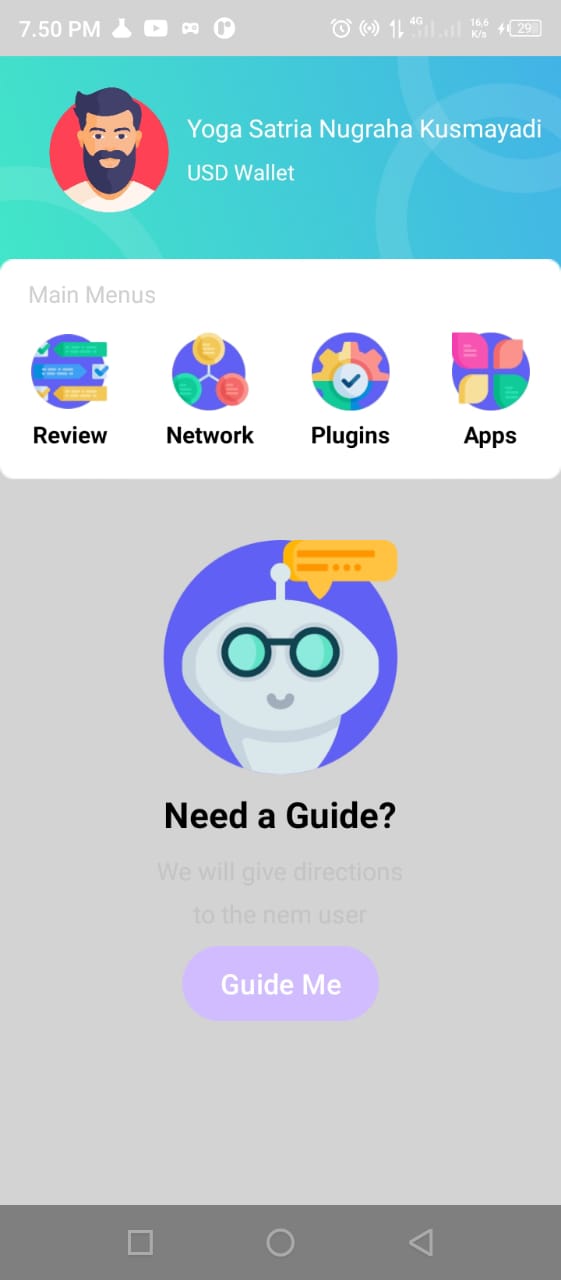 7.50 PM
4G
16,6
K/s
29
Yoga Satria Nugraha Kusmayadi
USD Wallet
Main Menus
Review Network Plugins Apps
Need a Guide?
We will give directions
to the nem user
Guide Me